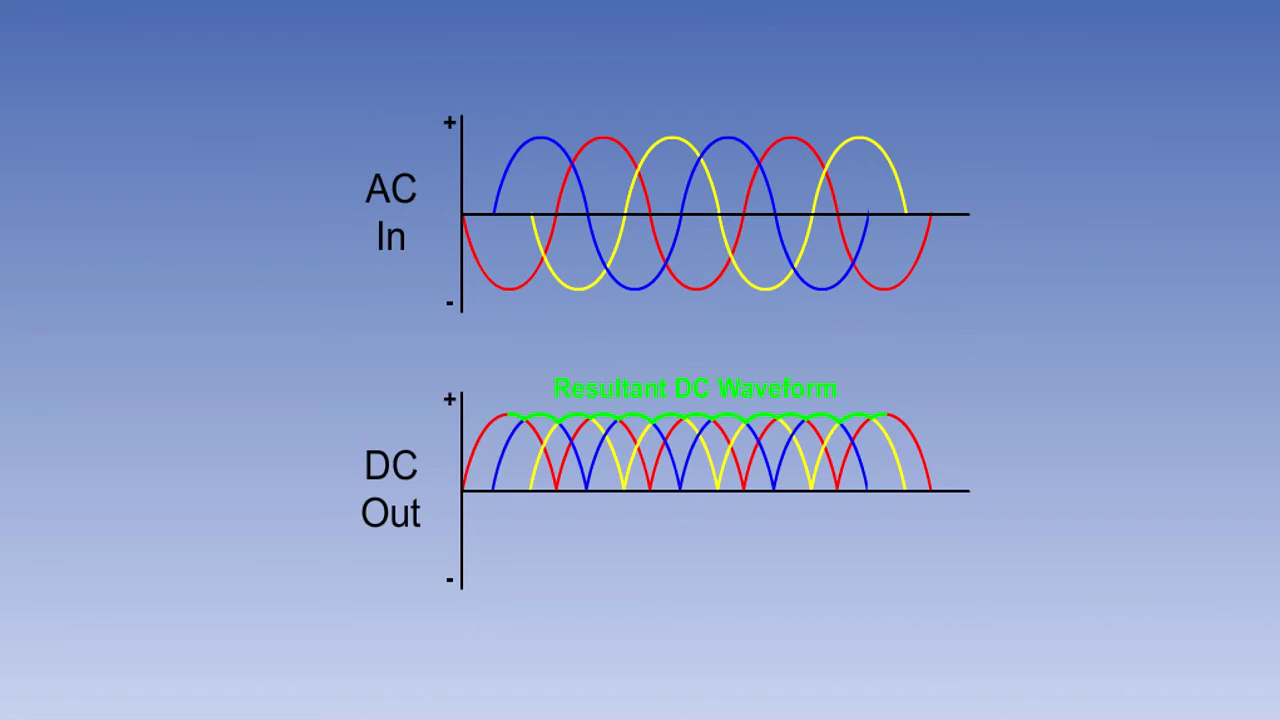 +
AC
In
-
Resultant DC Waveform
+
DC
Out
-